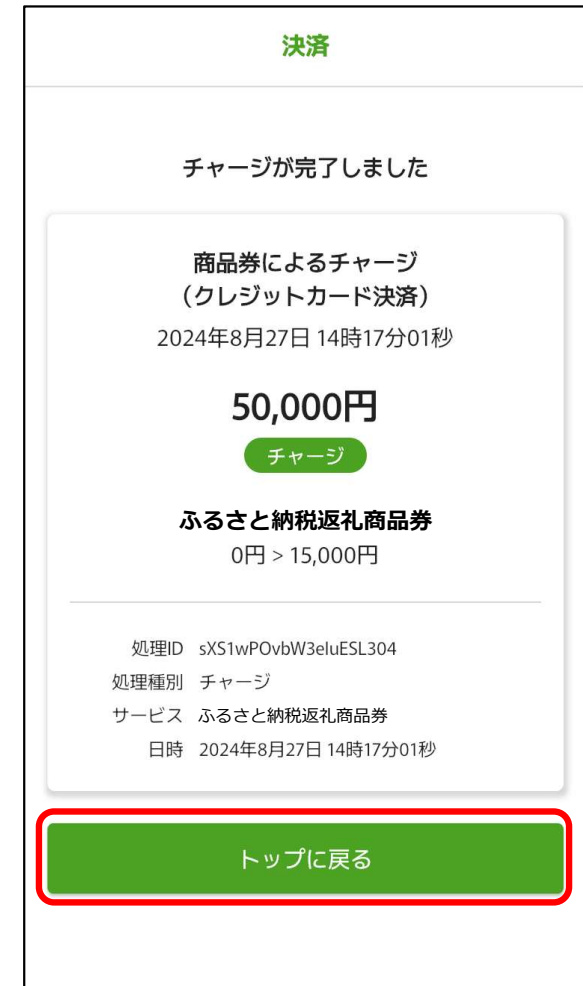 決済
チャージが完了しました
商品券によるチャージ
（クレジットカード決済）
2024年8月27日 14時17分01秒
50,000円
チャージ
ふるさと納税返礼商品券
0円 > 15,000円
処理ID sXS1wPOvbW3eluESL304
処理種別 チャージ
サービス ふるさと納税返礼商品券
日時 2024年8月27日 14時17分01秒
トップに戻る